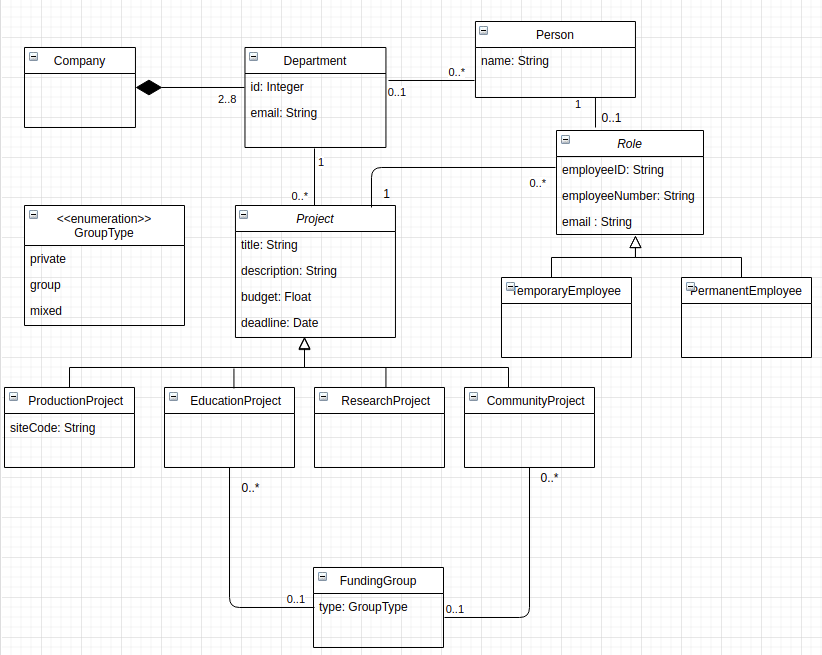 Company
Department
id: Integer
email: String
Person
name: String
2..8
0..1
0..*
1
0..1
Role
employeeID: String
employeeNumber: String
email : String
1
0..*
1
0..*
<<enumeration>>
GroupType
private
group
mixed
Project
title: String
description: String
budget: Float
deadline: Date
TemporaryEmployee
PermanentEmployee
ProductionProject
siteCode: String
EducationProject
ResearchProject
CommunityProject
0..*
0..*
FundingGroup
type: GroupType
0..1
0..1